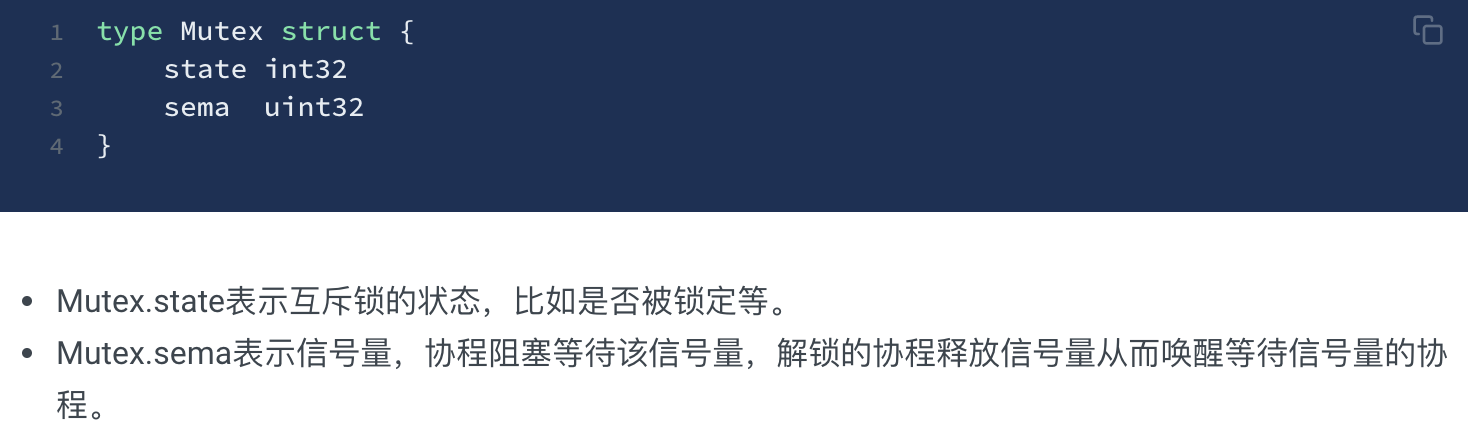 1 type Mutex struct {
2     state int32
3     sema  uint32
4 }
• Mutex.state表示互斥锁的状态，比如是否被锁定等。
• Mutex.sema表示信号量，协程阻塞等待该信号量，解锁的协程释放信号量从而唤醒等待信号量的协
程。